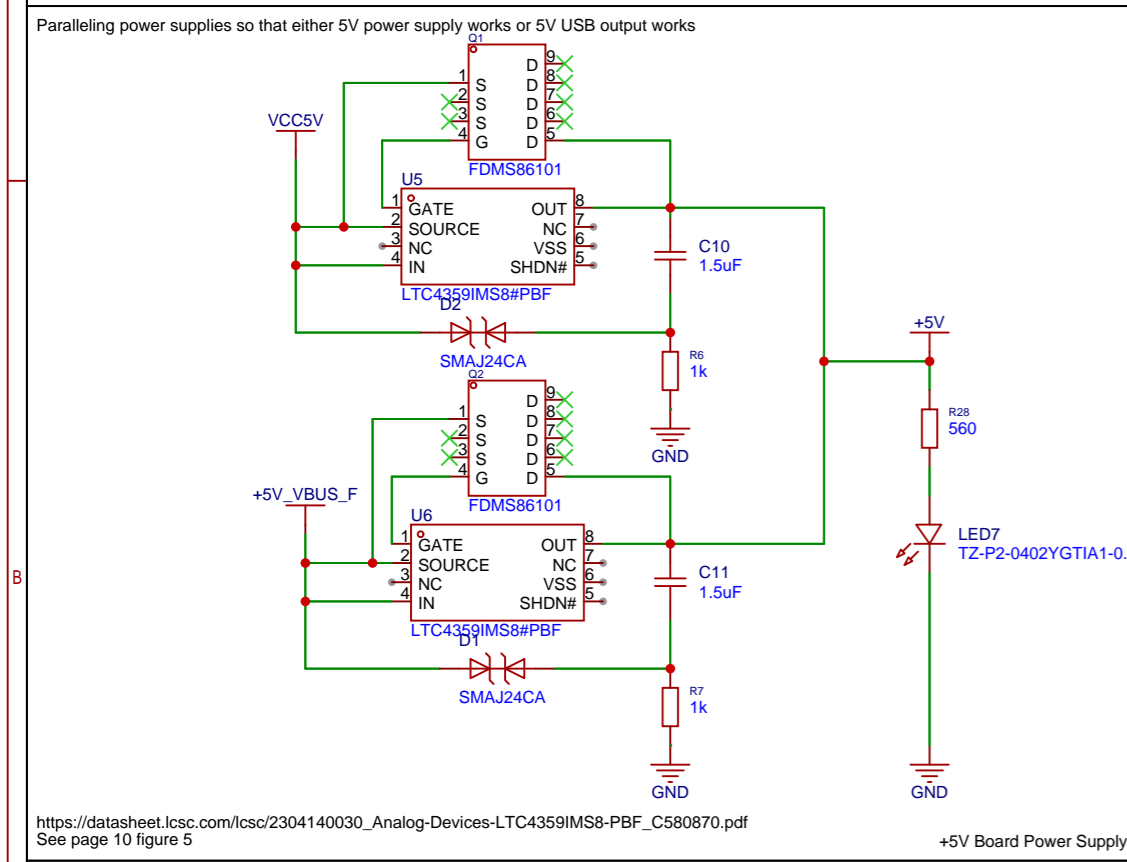 Paralleling power supplies so that either 5V power supply works or 5V USB output works
Q1
1 S D 9
2 S D 8
3 S D 7
4 G D 6
D 5
FDMS86101
VCC5V
U5
1 GATE OUT 8
2 SOURCE NC 7
3 NC VSS 6
4 IN SHDN# 5
LTC4359IMS8#PBF
C10
1.5uF
D2
SMAJ24CA
R6
1k
GND
Q2
1 S D 9
2 S D 8
3 S D 7
4 G D 6
D 5
FDMS86101
+5V_VBUS_F
U6
1 GATE OUT 8
2 SOURCE NC 7
3 NC VSS 6
4 IN SHDN# 5
LTC4359IMS8#PBF
C11
1.5uF
D1
SMAJ24CA
R7
1k
GND
+5V
R28
560
LED7
TZ-P2-0402YGTIA1-0.
GND
B
https://datasheet.lcsc.com/lcsc/2304140030_Analog-Devices-LTC4359IMS8-PBF_C580870.pdf
See page 10 figure 5
+5V Board Power Supply